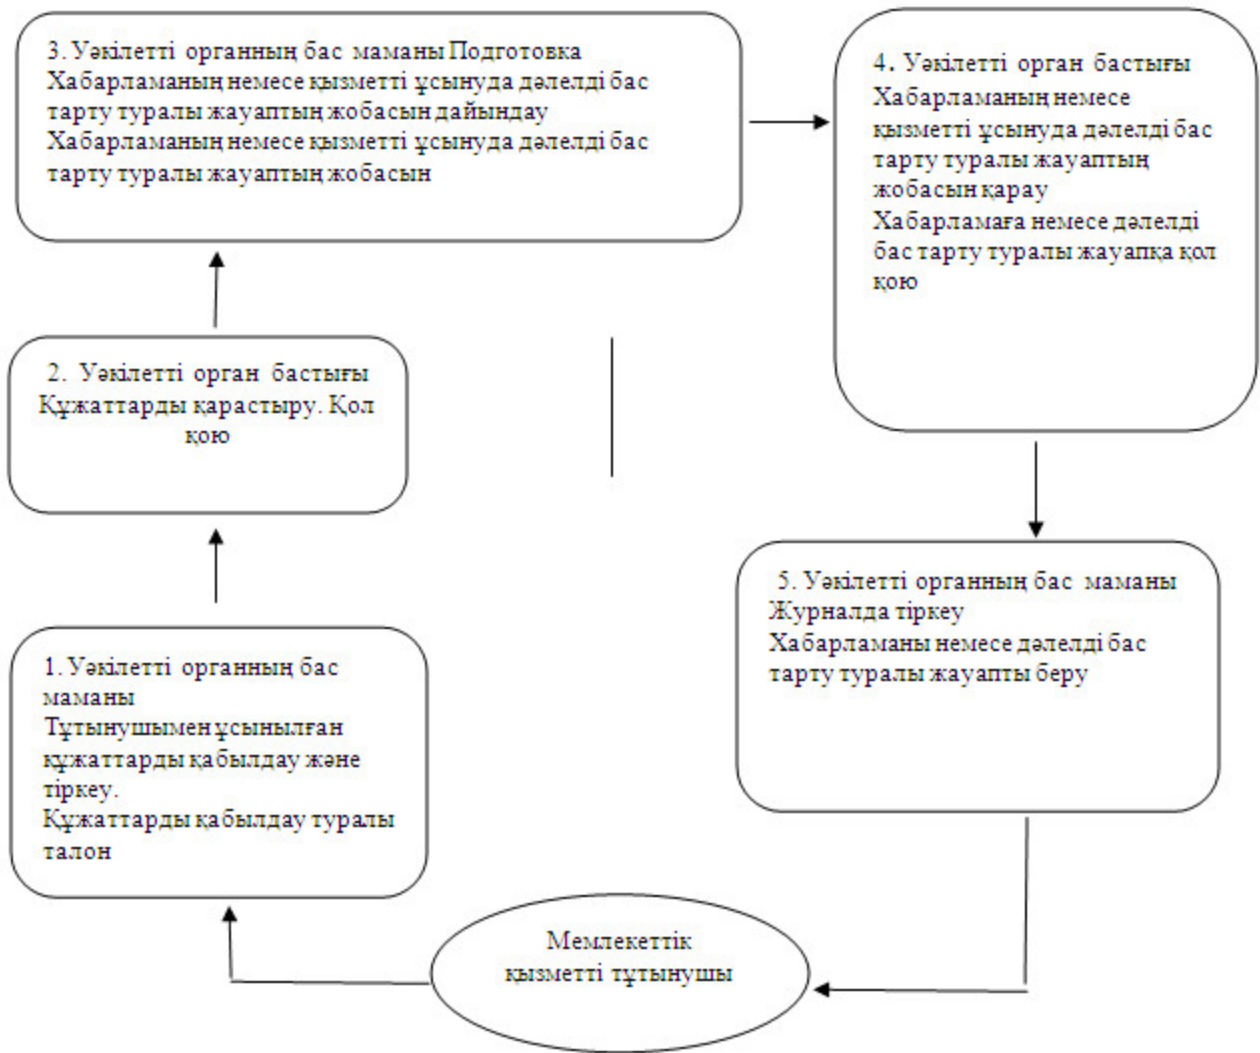 3. Уәкілетті органның бас маманы Подготовка
Хабарламаның немесе қызметті ұсынуда дәлелді бас
тарту туралы жауаптың жобасын дайындау
Хабарламаның немесе қызметті ұсынуда дәлелді бас
тарту туралы жауаптың жобасын
4. Уәкілетті орган бастығы
Хабарламаның немесе
қызметті ұсынуда дәлелді бас
тарту туралы жауаптың
жобасын қарау
Хабарламаға немесе дәлелді
бас тарту туралы жауапқа қол
қою
2. Уәкілетті орган бастығы
Құжаттарды қарастыру. Қол
қою
5. Уәкілетті органның бас маманы
Журналда тіркеу
Хабарламаны немесе дәлелді бас
тарту туралы жауапты беру
1. Уәкілетті органның бас
маманы
Тұтынушымен ұсынылған
құжаттарды қабылдау және
тіркеу.
Құжаттарды қабылдау туралы
талон
Мемлекеттік
қызметті тұтынушы